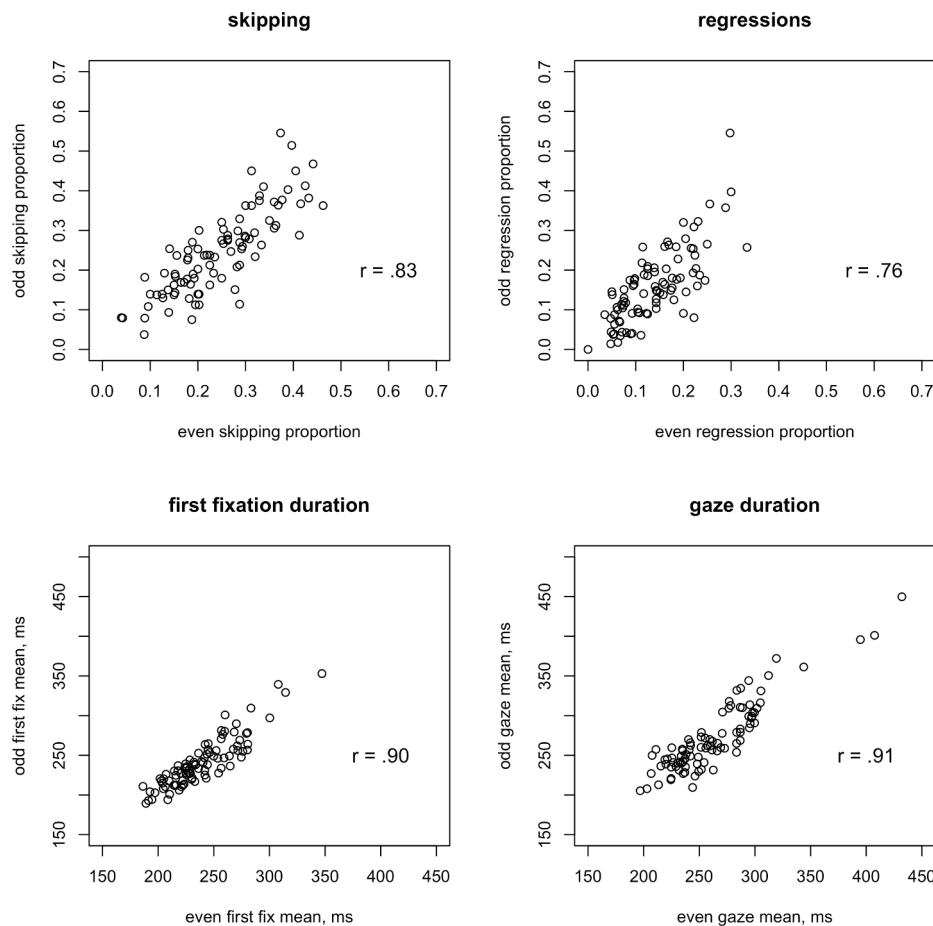 skipping
odd skipping proportion
0.0 0.1 0.2 0.3 0.4 0.5 0.6 0.7
r = .83
0.0 0.1 0.2 0.3 0.4 0.5 0.6 0.7
even skipping proportion
regressions
odd regression proportion
0.0 0.1 0.2 0.3 0.4 0.5 0.6 0.7
r = .76
0.0 0.1 0.2 0.3 0.4 0.5 0.6 0.7
even regression proportion
first fixation duration
odd first fix mean, ms
150 250 350 450
r = .90
150 200 250 300 350 400 450
even first fix mean, ms
gaze duration
odd gaze mean, ms
150 250 350 450
r = .91
150 200 250 300 350 400 450
even gaze mean, ms